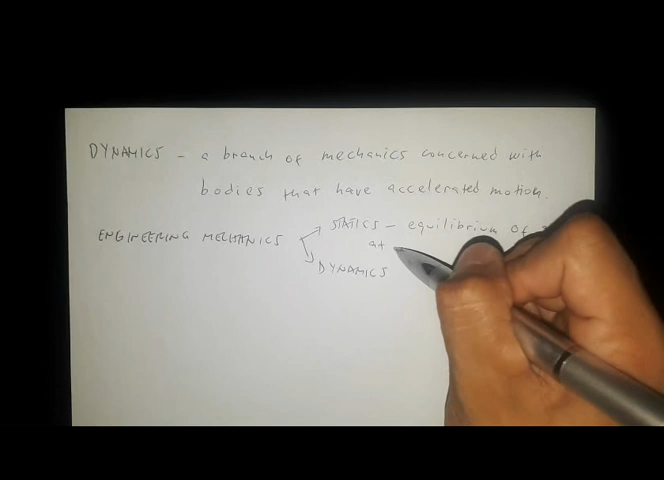 DYNAMICS - a branch of mechanics concerned with
bodies that have accelerated motion.
ENGINEERING MECHANICS STATICS - equilibrium of
at
DYNAMICS